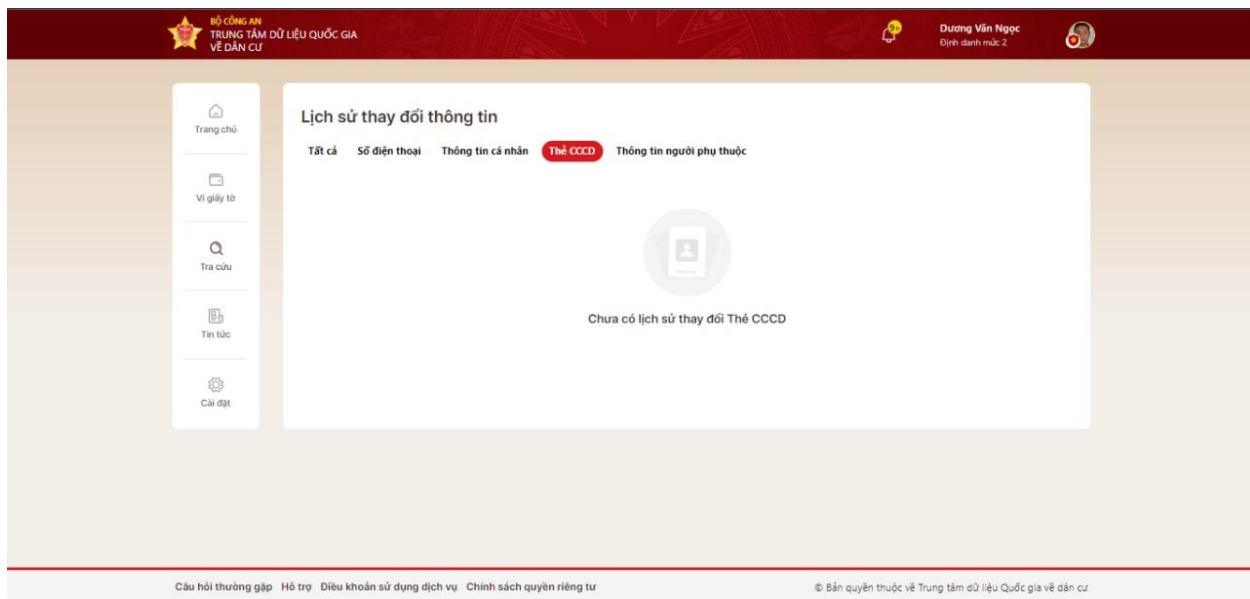 BỘ CÔNG AN
TRUNG TÂM DỮ LIỆU QUỐC GIA
VỀ DÂN CƯ
9+
Dương Văn Ngọc
Định danh mức 2
Trang chủ
Ví giấy tờ
Tra cứu
Tin tức
Cài đặt
Lịch sử thay đổi thông tin
Tất cả Số điện thoại Thông tin cá nhân Thẻ CCCD Thông tin người phụ thuộc
Chưa có lịch sử thay đổi Thẻ CCCD
Câu hỏi thường gặp Hỗ trợ Điều khoản sử dụng dịch vụ Chính sách quyền riêng tư
© Bản quyền thuộc về Trung tâm dữ liệu Quốc gia về dân cư